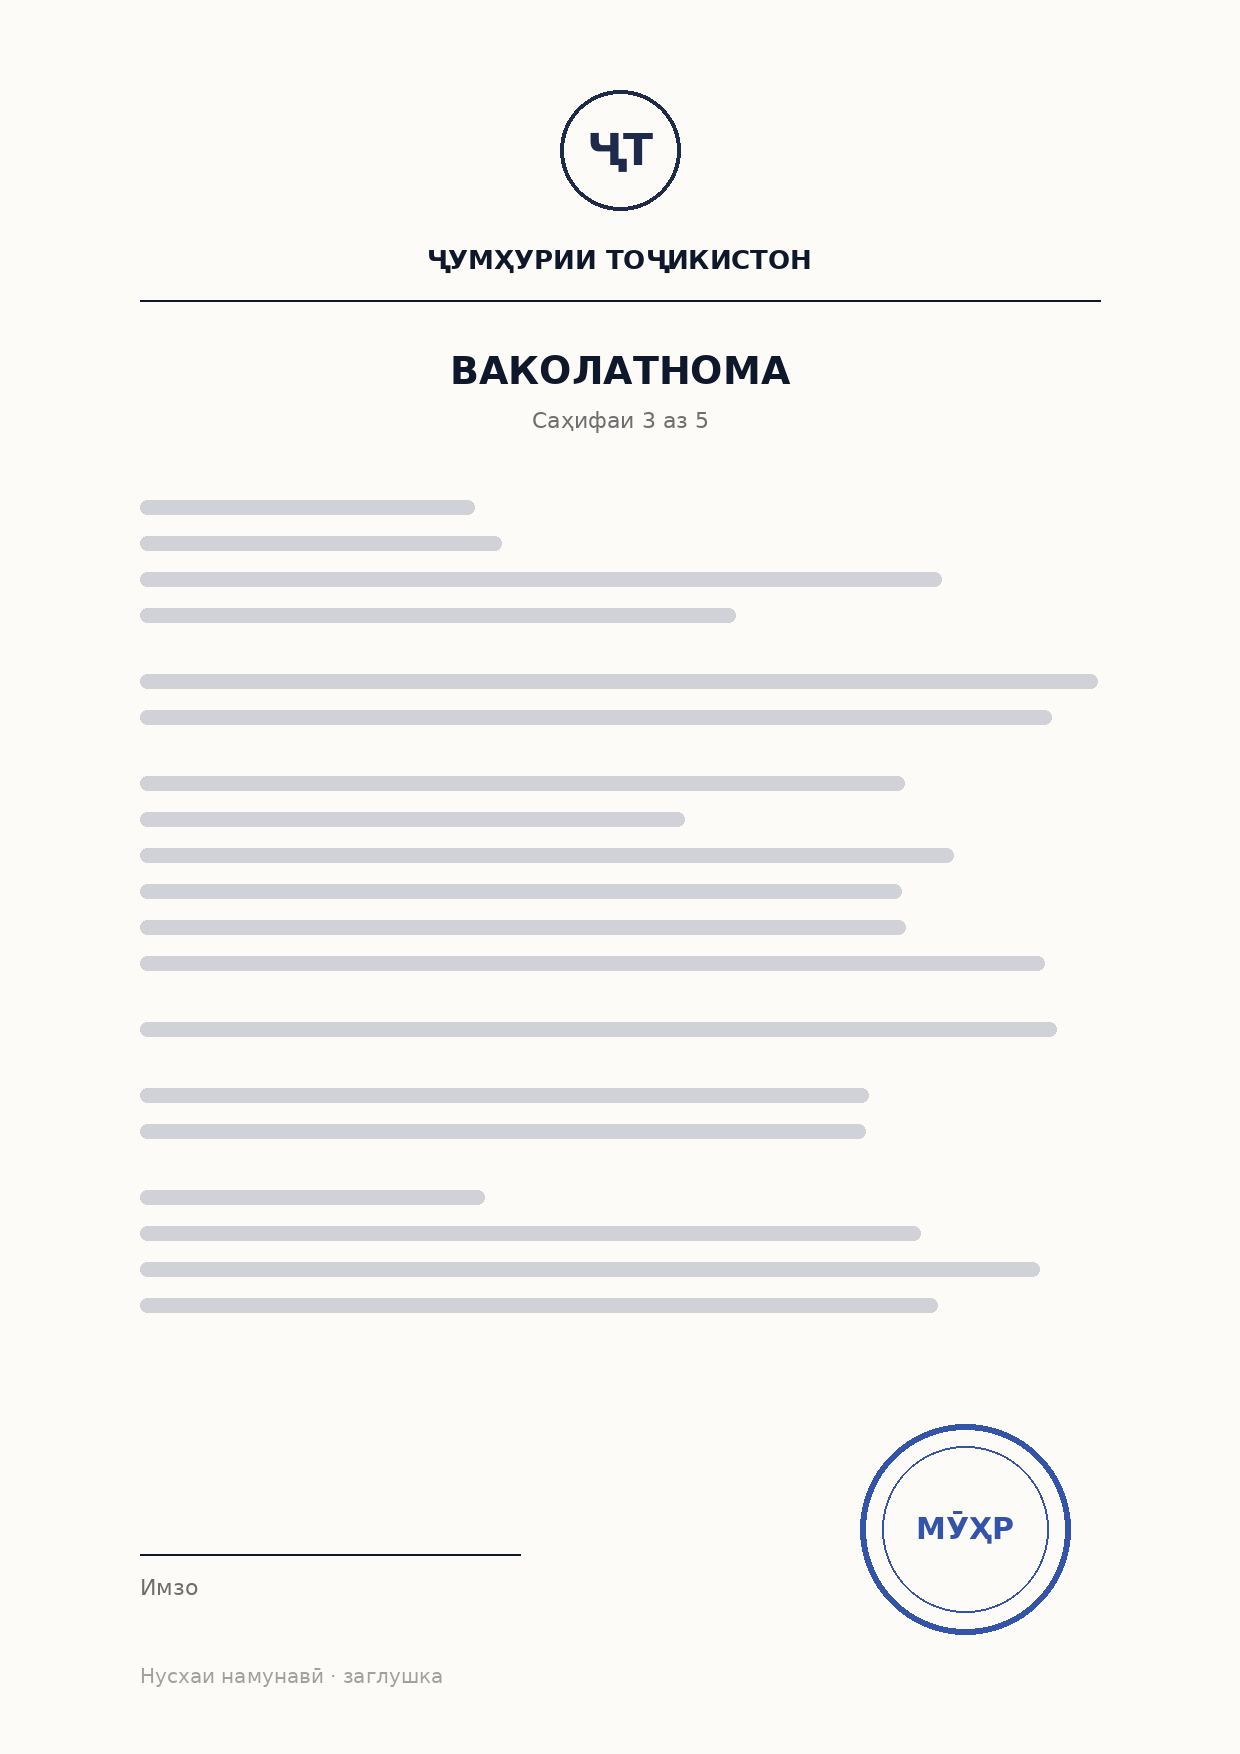 ҶТ
ҶУМҲУРИИ ТОҶИКИСТОН
ВАКОЛАТНОМА
Саҳифаи 3 аз 5
МӮҲР
Имзо
Нусхаи намунавӣ · заглушка